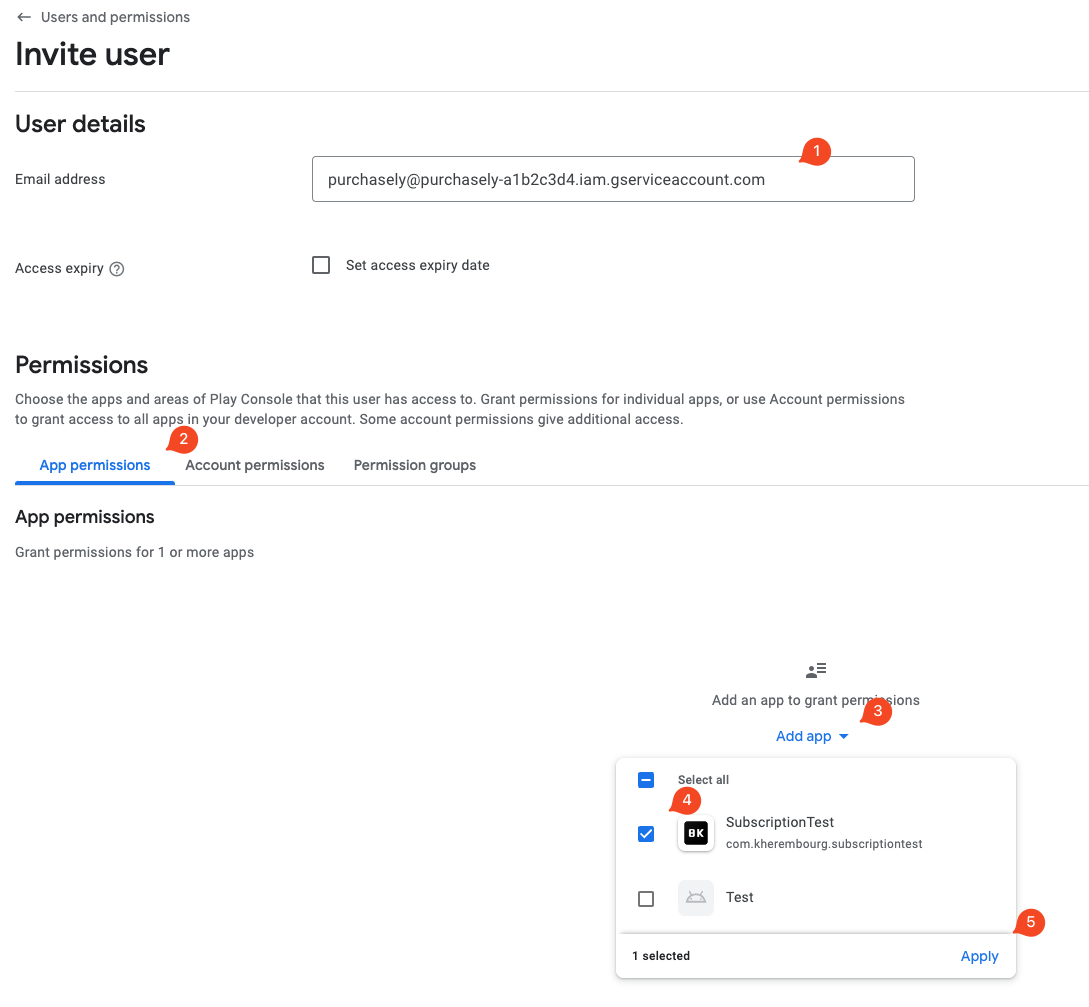 Users and permissions
Invite user
User details
1
Email address
purchasely@purchasely-a1b2c3d4.iam.gserviceaccount.com
Access expiry
Set access expiry date
Permissions
Choose the apps and areas of Play Console that this user has access to. Grant permissions for individual apps, or use Account permissions
to grant access to all apps in your developer account. Some account permissions give additional access.
2
App permissions Account permissions Permission groups
App permissions
Grant permissions for 1 or more apps
Add an app to grant permissions
3
Add app
Select all
4
SubscriptionTest
BK
com.kherembourg.subscriptiontest
Test
5
1 selected Apply